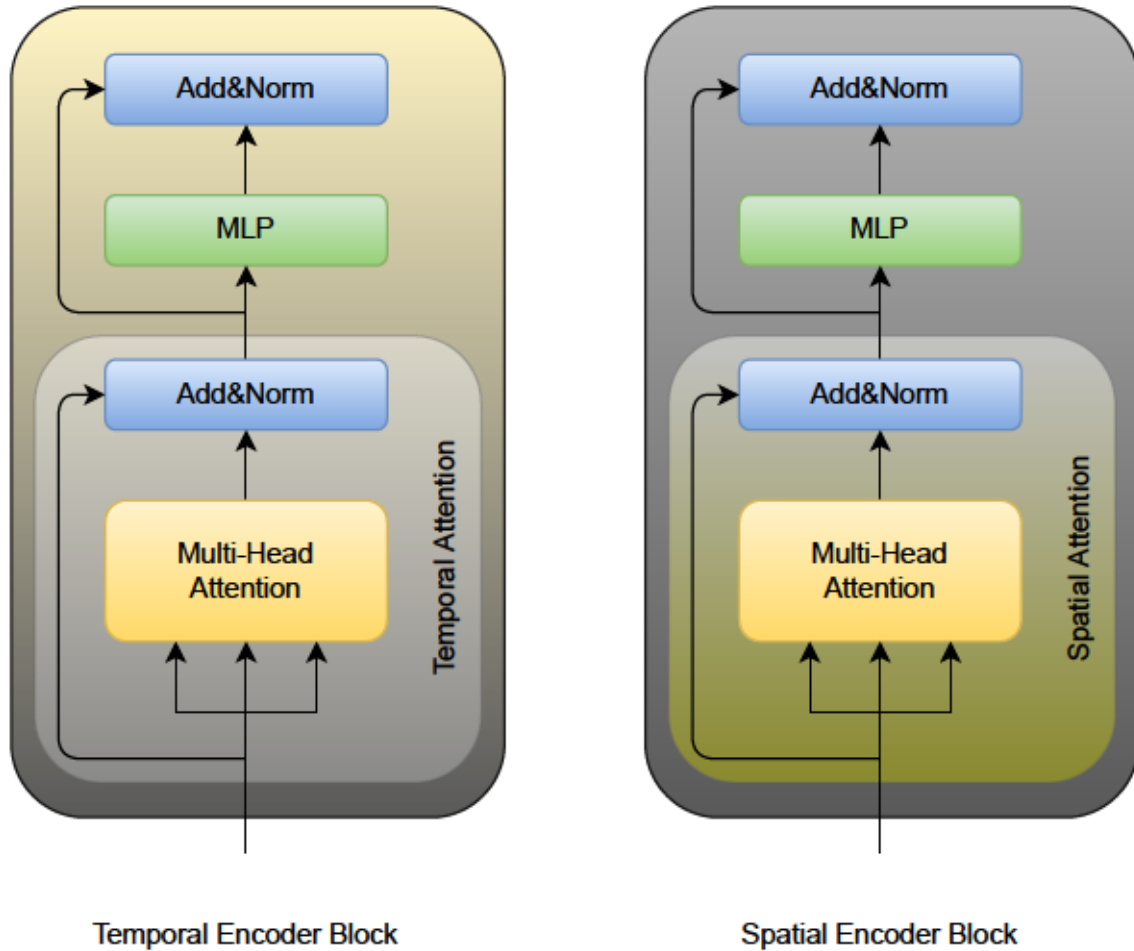 Add&Norm
MLP
Add&Norm
Multi-Head
Attention
Temporal Attention
Temporal Encoder Block
Add&Norm
MLP
Add&Norm
Multi-Head
Attention
Spatial Attention
Spatial Encoder Block